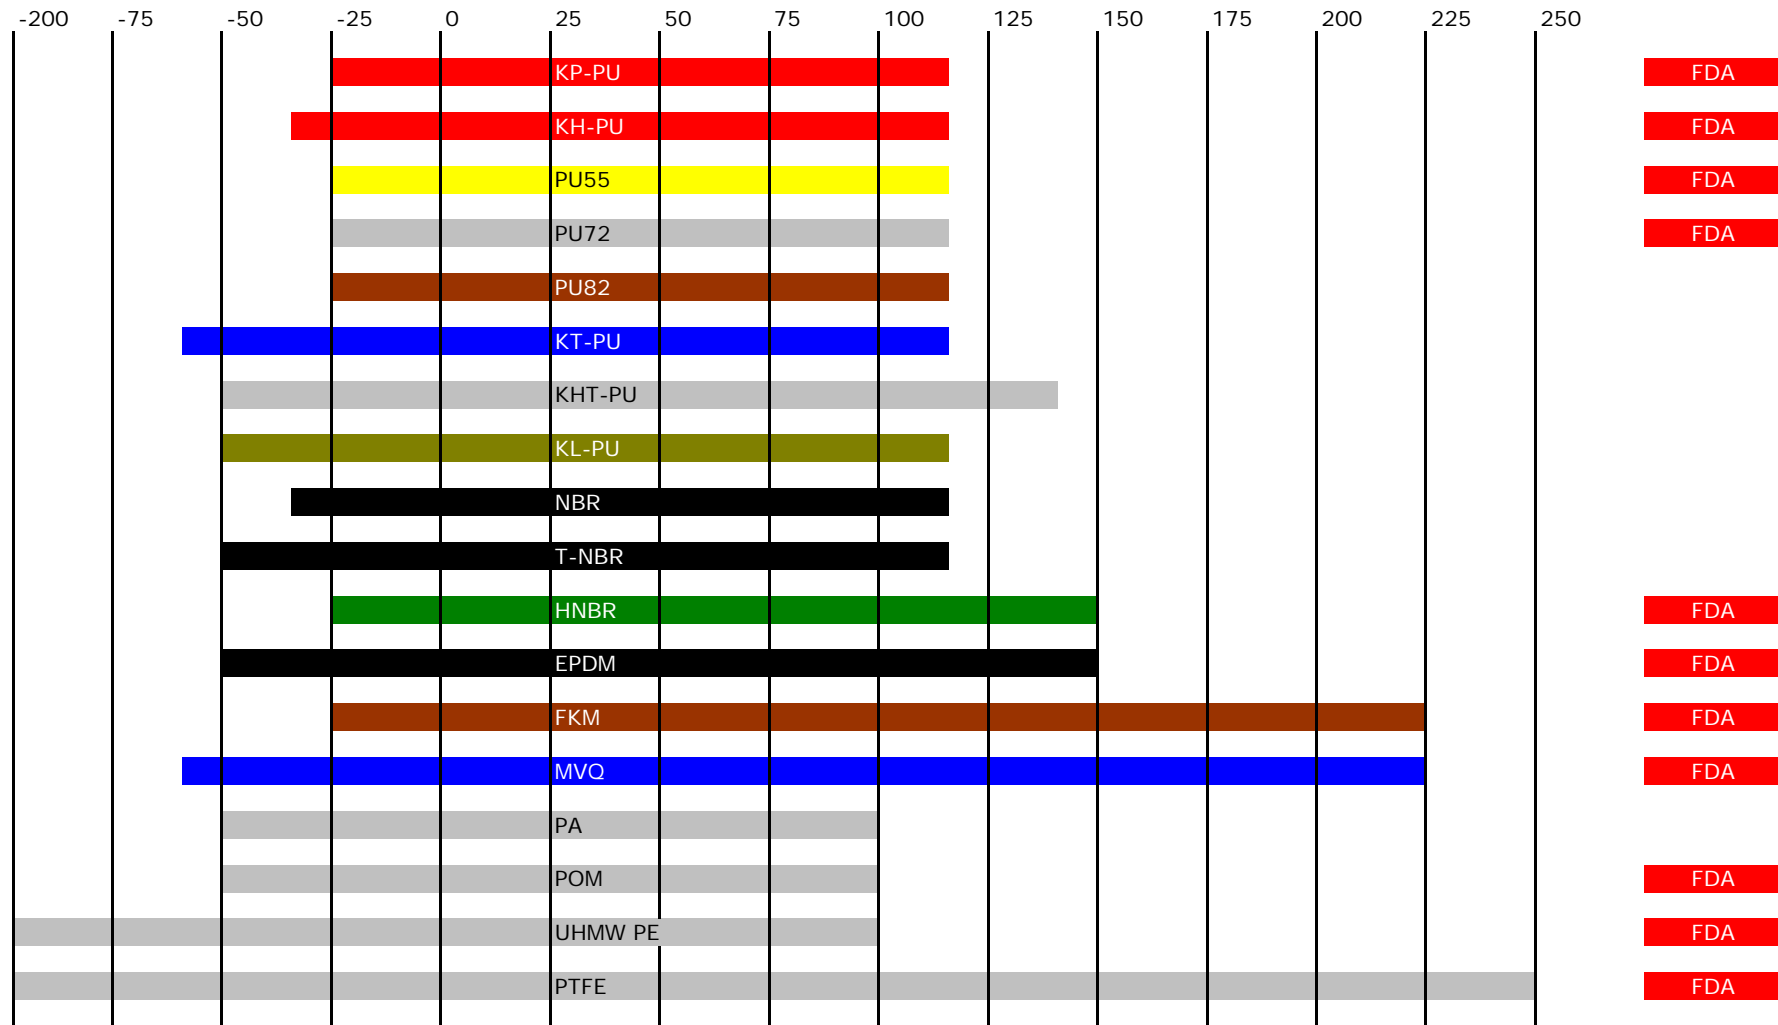 -200 -75 -50 -25 0 25 50 75 100 125 150 175 200 225 250
KP-PU FDA
KH-PU FDA
PU55 FDA
PU72 FDA
PU82
KT-PU
KHT-PU
KL-PU
NBR
T-NBR
HNBR FDA
EPDM FDA
FKM FDA
MVQ FDA
PA
POM FDA
UHMW PE FDA
PTFE FDA